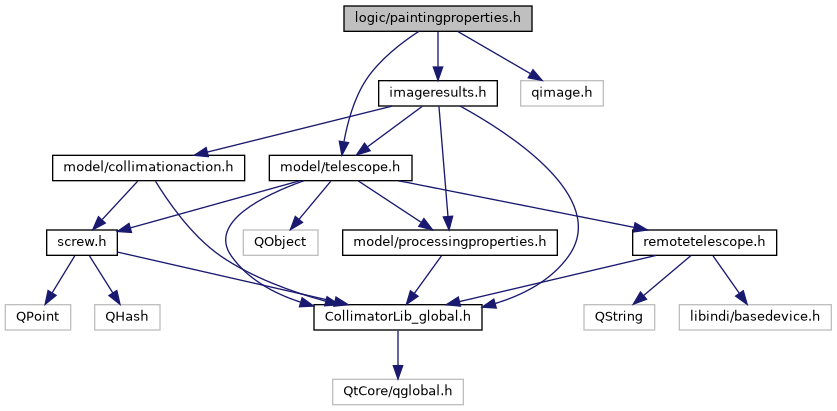 logic/paintingproperties.h
imageresults.h
qimage.h
model/collimationaction.h
model/telescope.h
screw.h
QObject
model/processingproperties.h
remotetelescope.h
QPoint
QHash
CollimatorLib_global.h
QString
libindi/basedevice.h
QtCore/qglobal.h